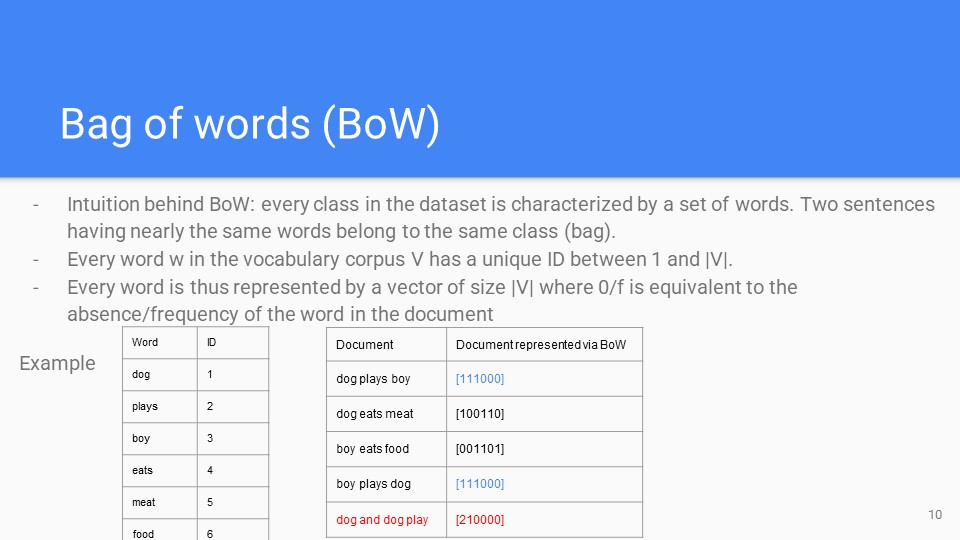 Bag of words (BoW)
- Intuition behind BoW: every class in the dataset is characterized by a set of words. Two sentences
having nearly the same words belong to the same class (bag).
- Every word w in the vocabulary corpus V has a unique ID between 1 and |V|.
- Every word is thus represented by a vector of size |V| where 0/f is equivalent to the
absence/frequency of the word in the document
Example
Word ID
dog 1
plays 2
boy 3
eats 4
meat 5
food 6
Document Document represented via BoW
dog plays boy [111000]
dog eats meat [100110]
boy eats food [001101]
boy plays dog [111000]
dog and dog play [210000]
10